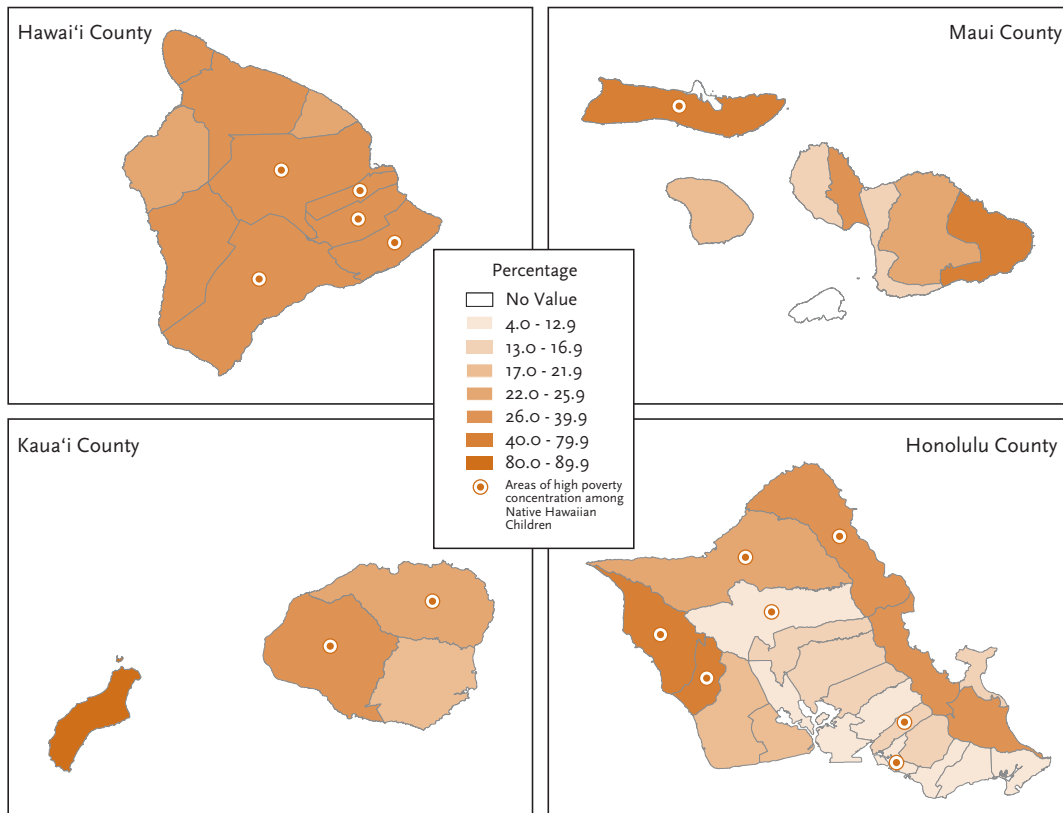 Hawai‘i County
Maui County
Percentage
No Value
4.0 - 12.9
13.0 - 16.9
17.0 - 21.9
22.0 - 25.9
26.0 - 39.9
40.0 - 79.9
80.0 - 89.9
Areas of high poverty
concentration among
Native Hawaiian
Children
Kaua‘i County
Honolulu County